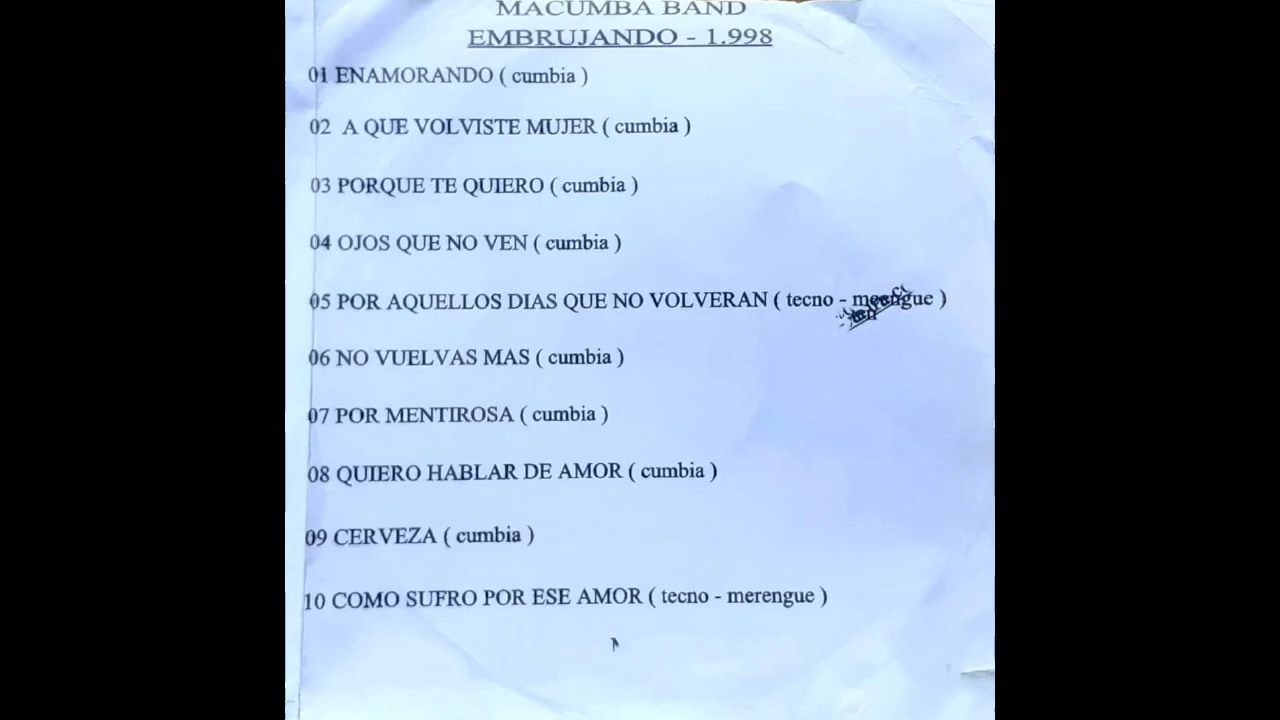 MACUMBA BAND
EMBRUJANDO - 1.998
01 ENAMORANDO ( cumbia )
02 A QUE VOLVISTE MUJER ( cumbia )
03 PORQUE TE QUIERO ( cumbia )
04 OJOS QUE NO VEN ( cumbia )
05 POR AQUELLOS DIAS QUE NO VOLVERAN ( tecno - merengue )
06 NO VUELVAS MAS ( cumbia )
07 POR MENTIROSA ( cumbia )
08 QUIERO HABLAR DE AMOR ( cumbia )
09 CERVEZA ( cumbia )
10 COMO SUFRO POR ESE AMOR ( tecno - merengue )